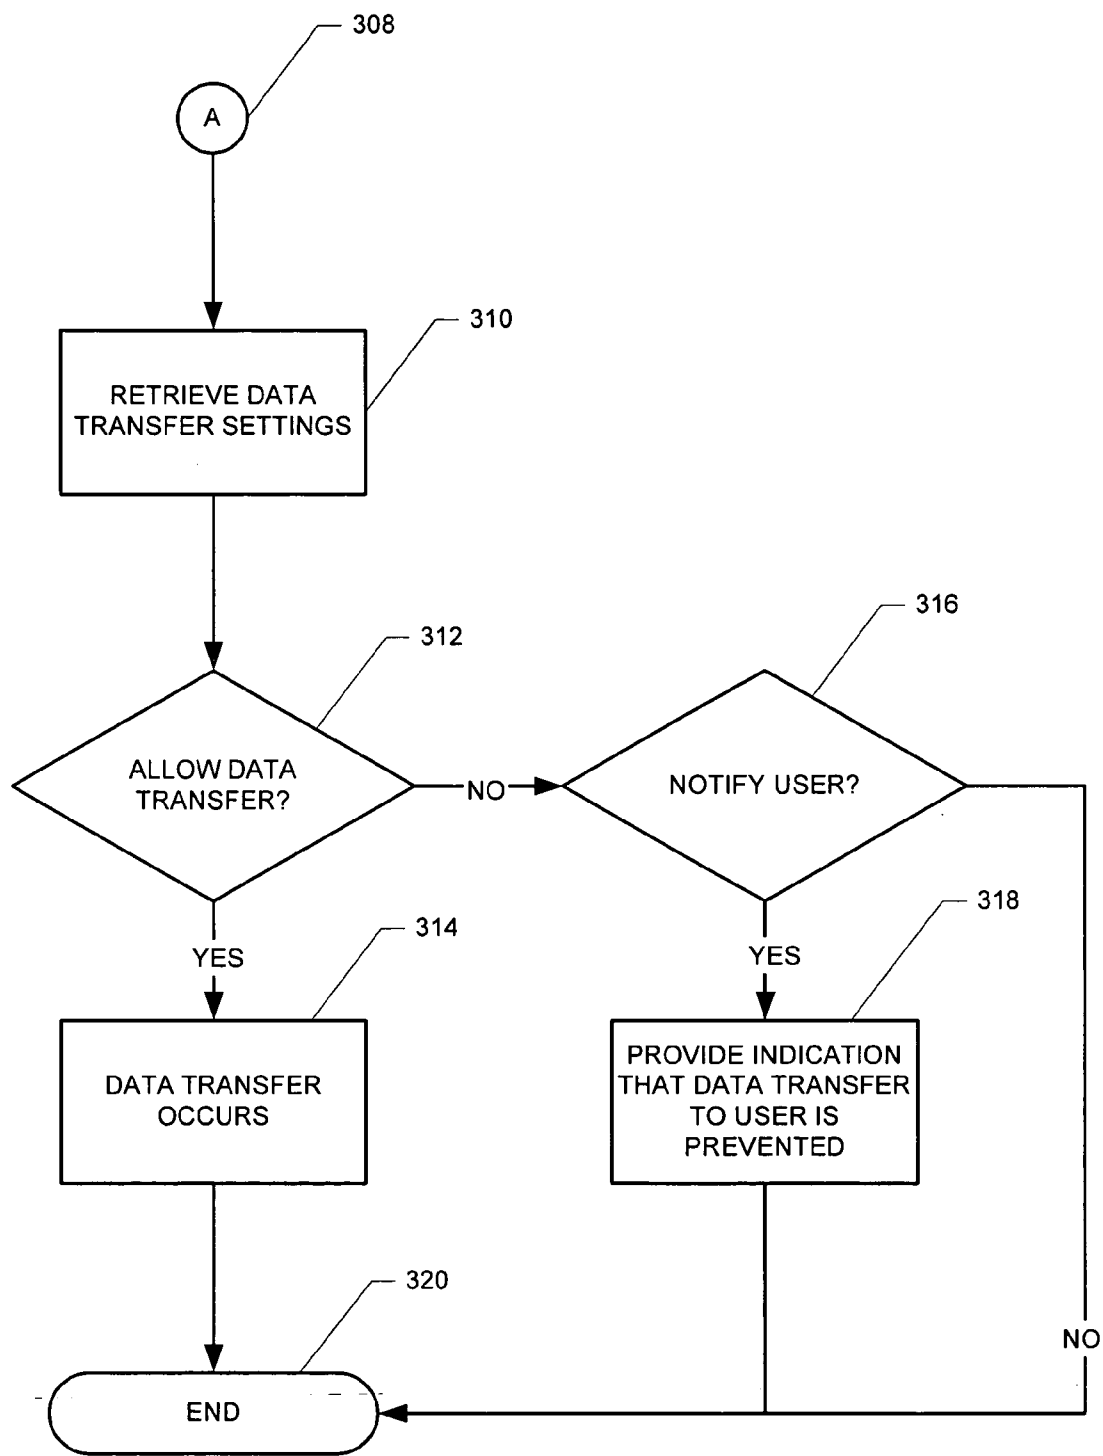 308
A
310
RETRIEVE DATA
TRANSFER SETTINGS
312
316
ALLOW DATA
TRANSFER?
NO
NOTIFY USER?
YES
314
YES
318
DATA TRANSFER
OCCURS
PROVIDE INDICATION
THAT DATA TRANSFER
TO USER IS
PREVENTED
320
NO
END